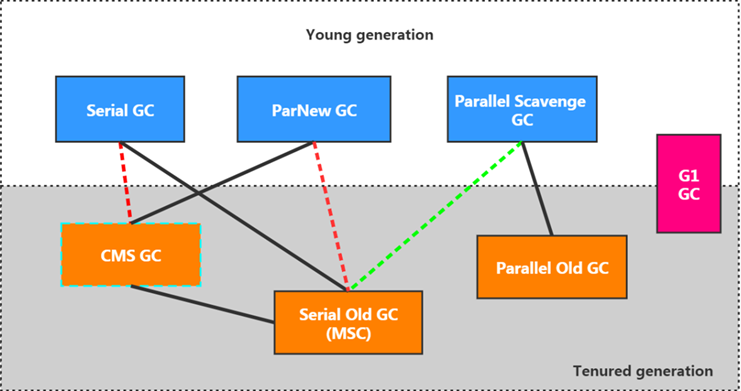 Young generation
Serial GC
ParNew GC
Parallel Scavenge
GC
G1
GC
CMS GC
Parallel Old GC
Serial Old GC
(MSC)
Tenured generation